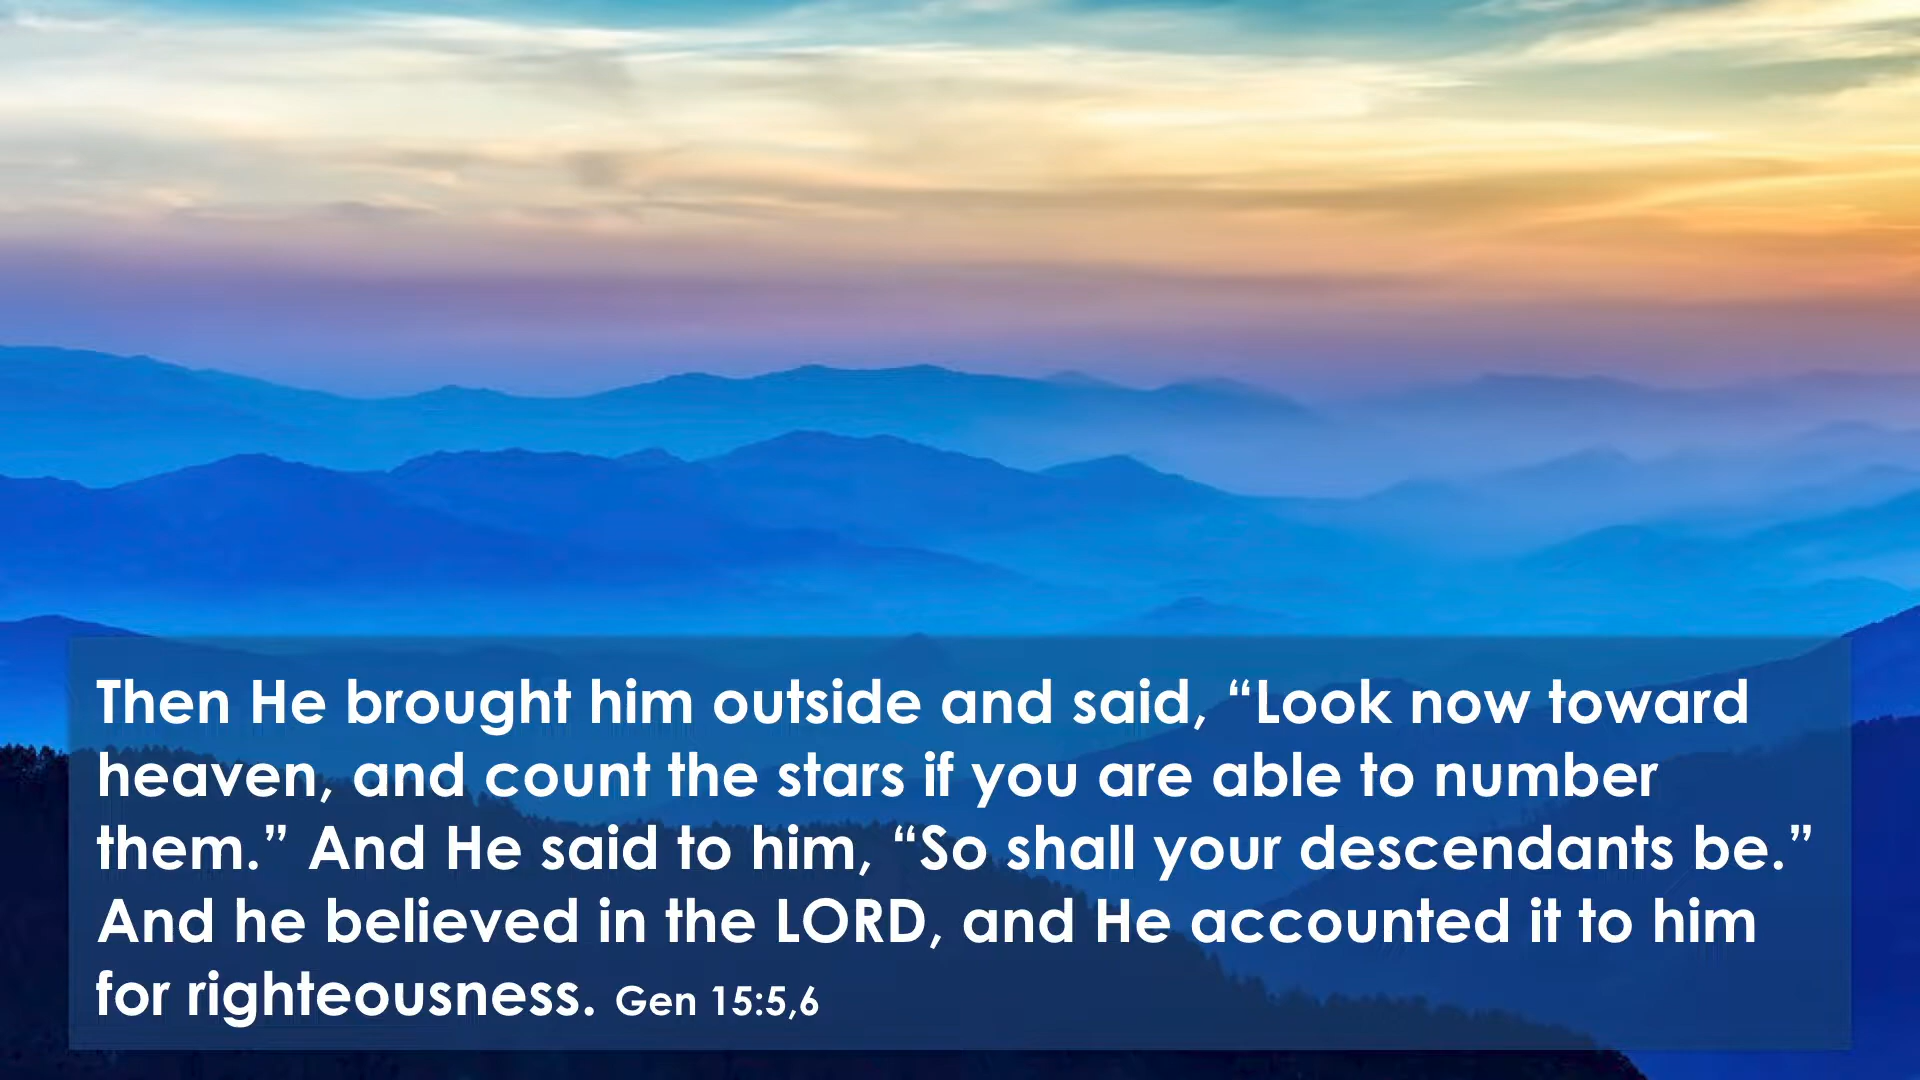 Then He brought him outside and said, “Look now toward
heaven, and count the stars if you are able to number
them.” And He said to him, “So shall your descendants be.”
And he believed in the LORD, and He accounted it to him
for righteousness. Gen 15:5,6